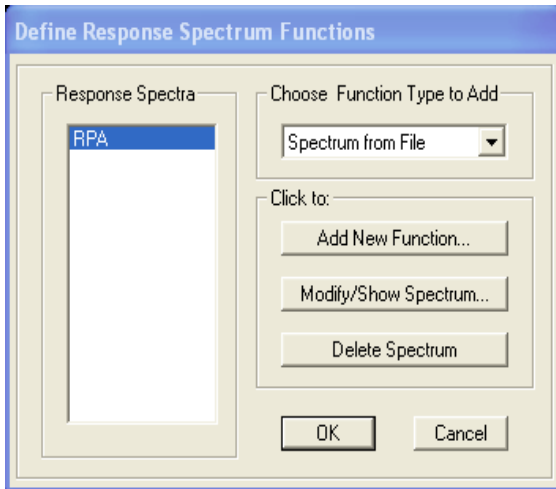 Define Response Spectrum Functions
Response Spectra
RPA
Choose Function Type to Add
Spectrum from File
Click to:
Add New Function...
Modify/Show Spectrum...
Delete Spectrum
OK
Cancel